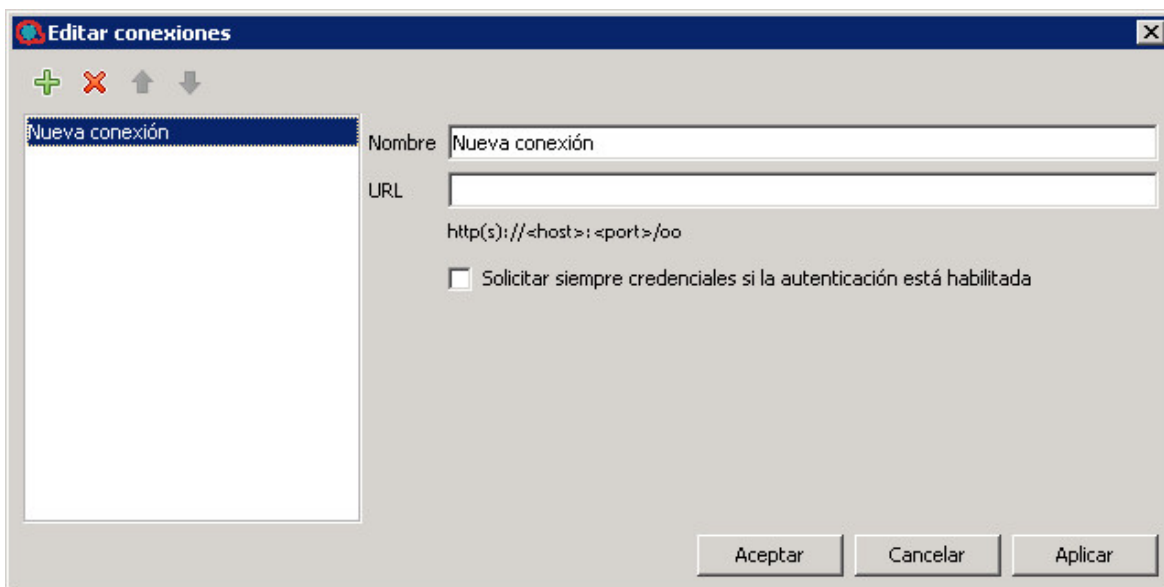 Editar conexiones
Nueva conexión
Nombre Nueva conexión
URL
http(s)://<host>:<port>/oo
Solicitar siempre credenciales si la autenticación está habilitada
Aceptar Cancelar Aplicar